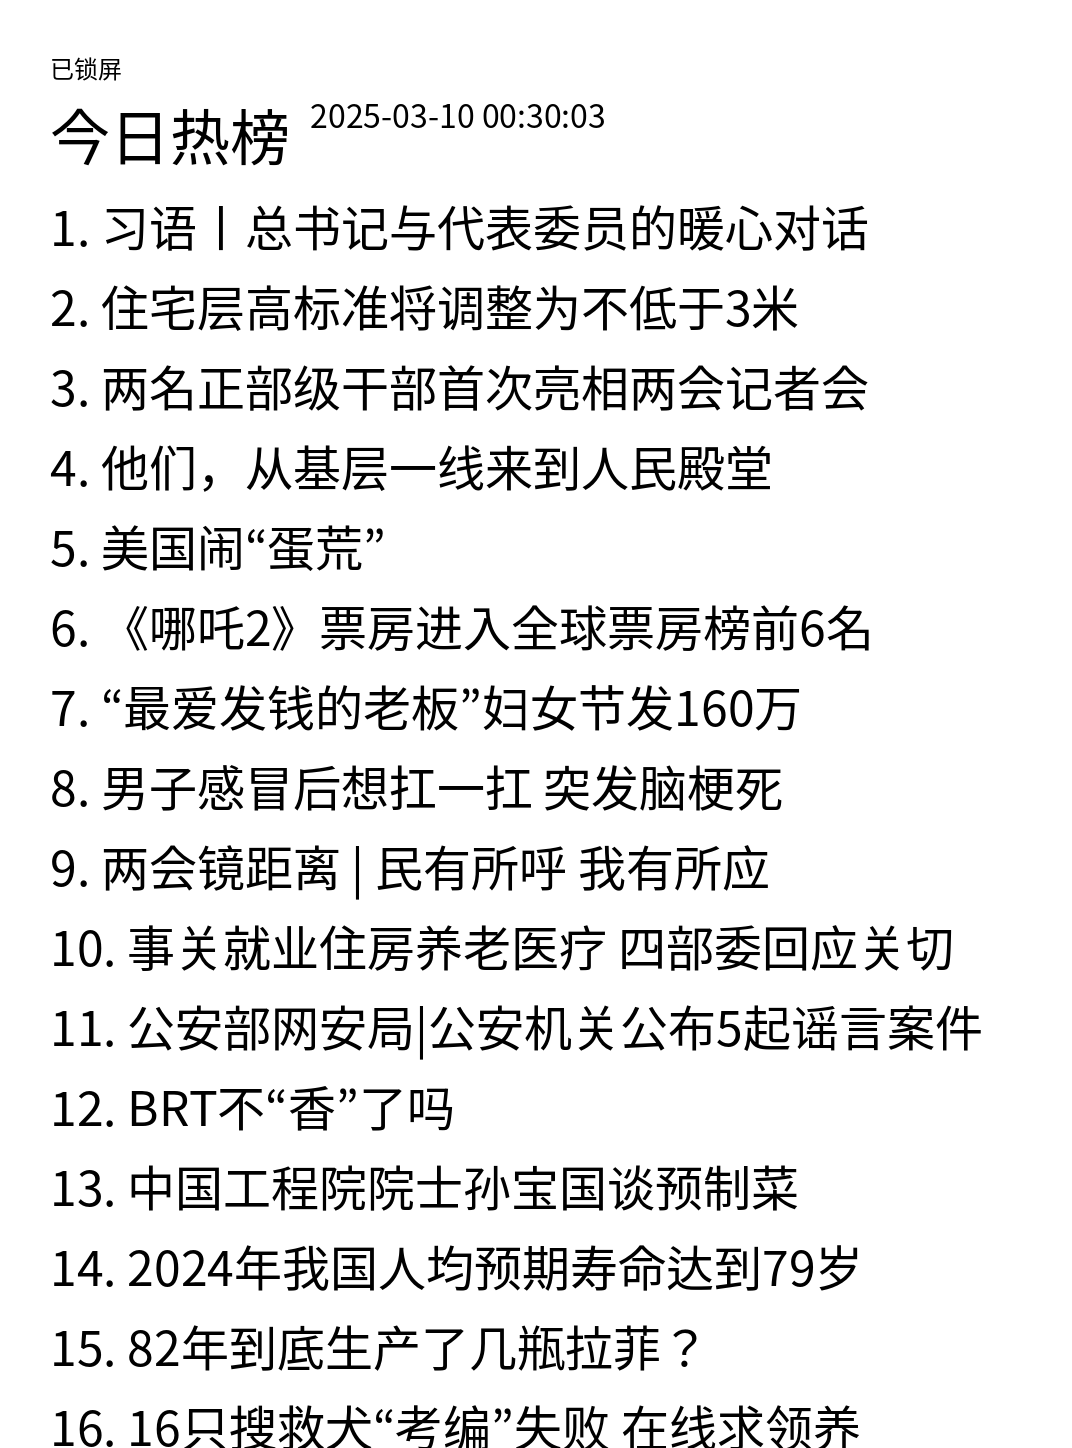 已锁屏
今日热榜 2025-03-10 00:30:03
1. 习语丨总书记与代表委员的暖心对话
2. 住宅层高标准将调整为不低于3米
3. 两名正部级干部首次亮相两会记者会
4. 他们，从基层一线来到人民殿堂
5. 美国闹“蛋荒”
6. 《哪吒2》票房进入全球票房榜前6名
7. “最爱发钱的老板”妇女节发160万
8. 男子感冒后想扛一扛 突发脑梗死
9. 两会镜距离 | 民有所呼 我有所应
10. 事关就业住房养老医疗 四部委回应关切
11. 公安部网安局|公安机关公布5起谣言案件
12. BRT不“香”了吗
13. 中国工程院院士孙宝国谈预制菜
14. 2024年我国人均预期寿命达到79岁
15. 82年到底生产了几瓶拉菲？
16. 16只搜救犬“考编”失败 在线求领养